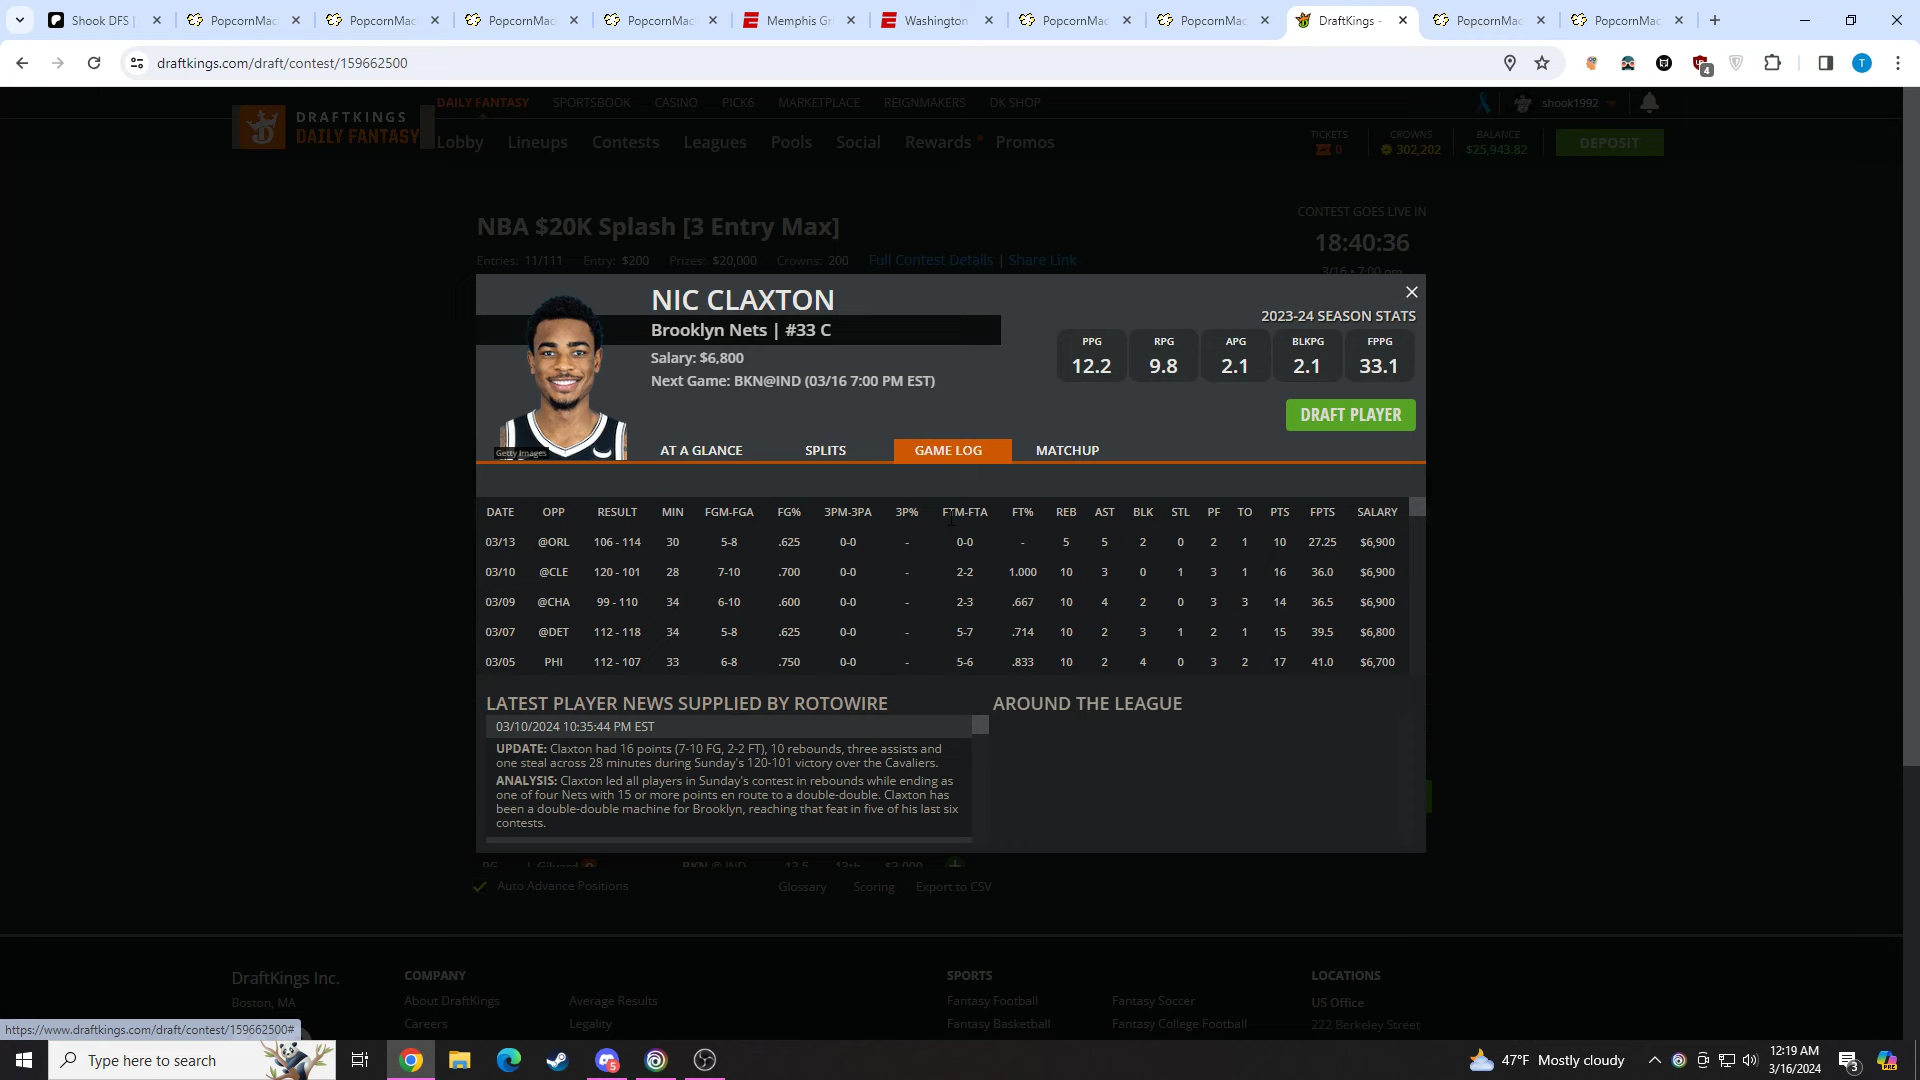 Shook DFS |
PopcornMac
PopcornMac
PopcornMac
PopcornMac
Memphis Gri
Washington
PopcornMac
PopcornMac
DraftKings -
PopcornMac
PopcornMac
draftkings.com/draft/contest/159662500
4
T
DRAFTKINGS
DAILY FANTASY
DAILY FANTASY SPORTSBOOK CASINO PICK6 MARKETPLACE REIGNMAKERS DK SHOP
shook1992
Lobby Lineups Contests Leagues Pools Social Rewards Promos
TICKETS CROWNS BALANCE
0 302,202 $25,943.82
DEPOSIT
NBA $20K Splash [3 Entry Max]
CONTEST GOES LIVE IN
18:40:36
3/16 • 7:00 pm
Entries: 11/111 Entry: $200 Prizes: $20,000 Crowns: 200 Full Contest Details | Share Link
NIC CLAXTON
Brooklyn Nets | #33 C
Salary: $6,800
Next Game: BKN@IND (03/16 7:00 PM EST)
Getty Images
2023-24 SEASON STATS
PPG RPG APG BLKPG FPPG
12.2 9.8 2.1 2.1 33.1
DRAFT PLAYER
AT A GLANCE SPLITS GAME LOG MATCHUP
DATE OPP RESULT MIN FGM-FGA FG% 3PM-3PA 3P% FTM-FTA FT% REB AST BLK STL PF TO PTS FPTS SALARY
03/13 @ORL 106 - 114 30 5-8 .625 0-0 - 0-0 - 5 5 2 0 2 1 10 27.25 $6,900
03/10 @CLE 120 - 101 28 7-10 .700 0-0 - 2-2 1.000 10 3 0 1 3 1 16 36.0 $6,900
03/09 @CHA 99 - 110 34 6-10 .600 0-0 - 2-3 .667 10 4 2 0 3 3 14 36.5 $6,900
03/07 @DET 112 - 118 34 5-8 .625 0-0 - 5-7 .714 10 2 3 1 2 1 15 39.5 $6,800
03/05 PHI 112 - 107 33 6-8 .750 0-0 - 5-6 .833 10 2 4 0 3 2 17 41.0 $6,700
LATEST PLAYER NEWS SUPPLIED BY ROTOWIRE
AROUND THE LEAGUE
03/10/2024 10:35:44 PM EST
UPDATE: Claxton had 16 points (7-10 FG, 2-2 FT), 10 rebounds, three assists and
one steal across 28 minutes during Sunday's 120-101 victory over the Cavaliers.
ANALYSIS: Claxton led all players in Sunday's contest in rebounds while ending as
one of four Nets with 15 or more points en route to a double-double. Claxton has
been a double-double machine for Brooklyn, reaching that feat in five of his last six
contests.
PG J. Gilyard O BKN @ IND 13.5 13th $3,000
Auto Advance Positions
Glossary Scoring Export to CSV
DraftKings Inc.
Boston, MA
COMPANY
About DraftKings Average Results
Careers Legality
SPORTS
Fantasy Football Fantasy Soccer
Fantasy Basketball Fantasy College Football
LOCATIONS
US Office
222 Berkeley Street
https://www.draftkings.com/draft/contest/159662500#
Type here to search
5
47°F Mostly cloudy
12:19 AM
3/16/2024
3
PRE